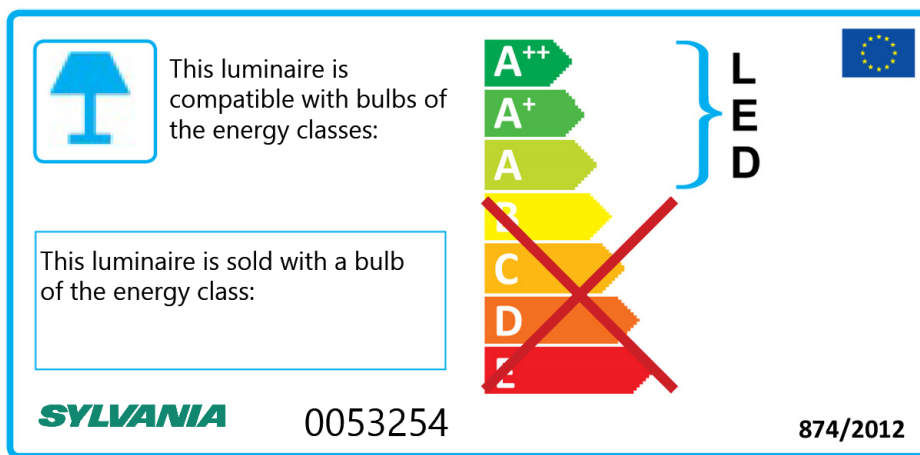 This luminaire is
compatible with bulbs of
the energy classes:
A++
A+
A
B
C
D
E
L
E
D
This luminaire is sold with a bulb
of the energy class:
SYLVANIA
0053254
874/2012